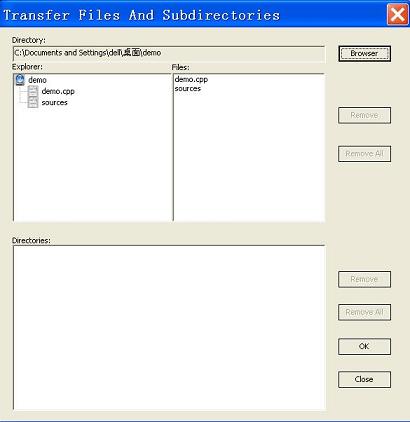 Transfer Files And Subdirectories
Directory:
C:\Documents and Settings\dell\桌面\demo
Browser
Explorer:
Files:
demo
demo.cpp
sources
demo.cpp
sources
Remove
Remove All
Directories:
Remove
Remove All
OK
Close